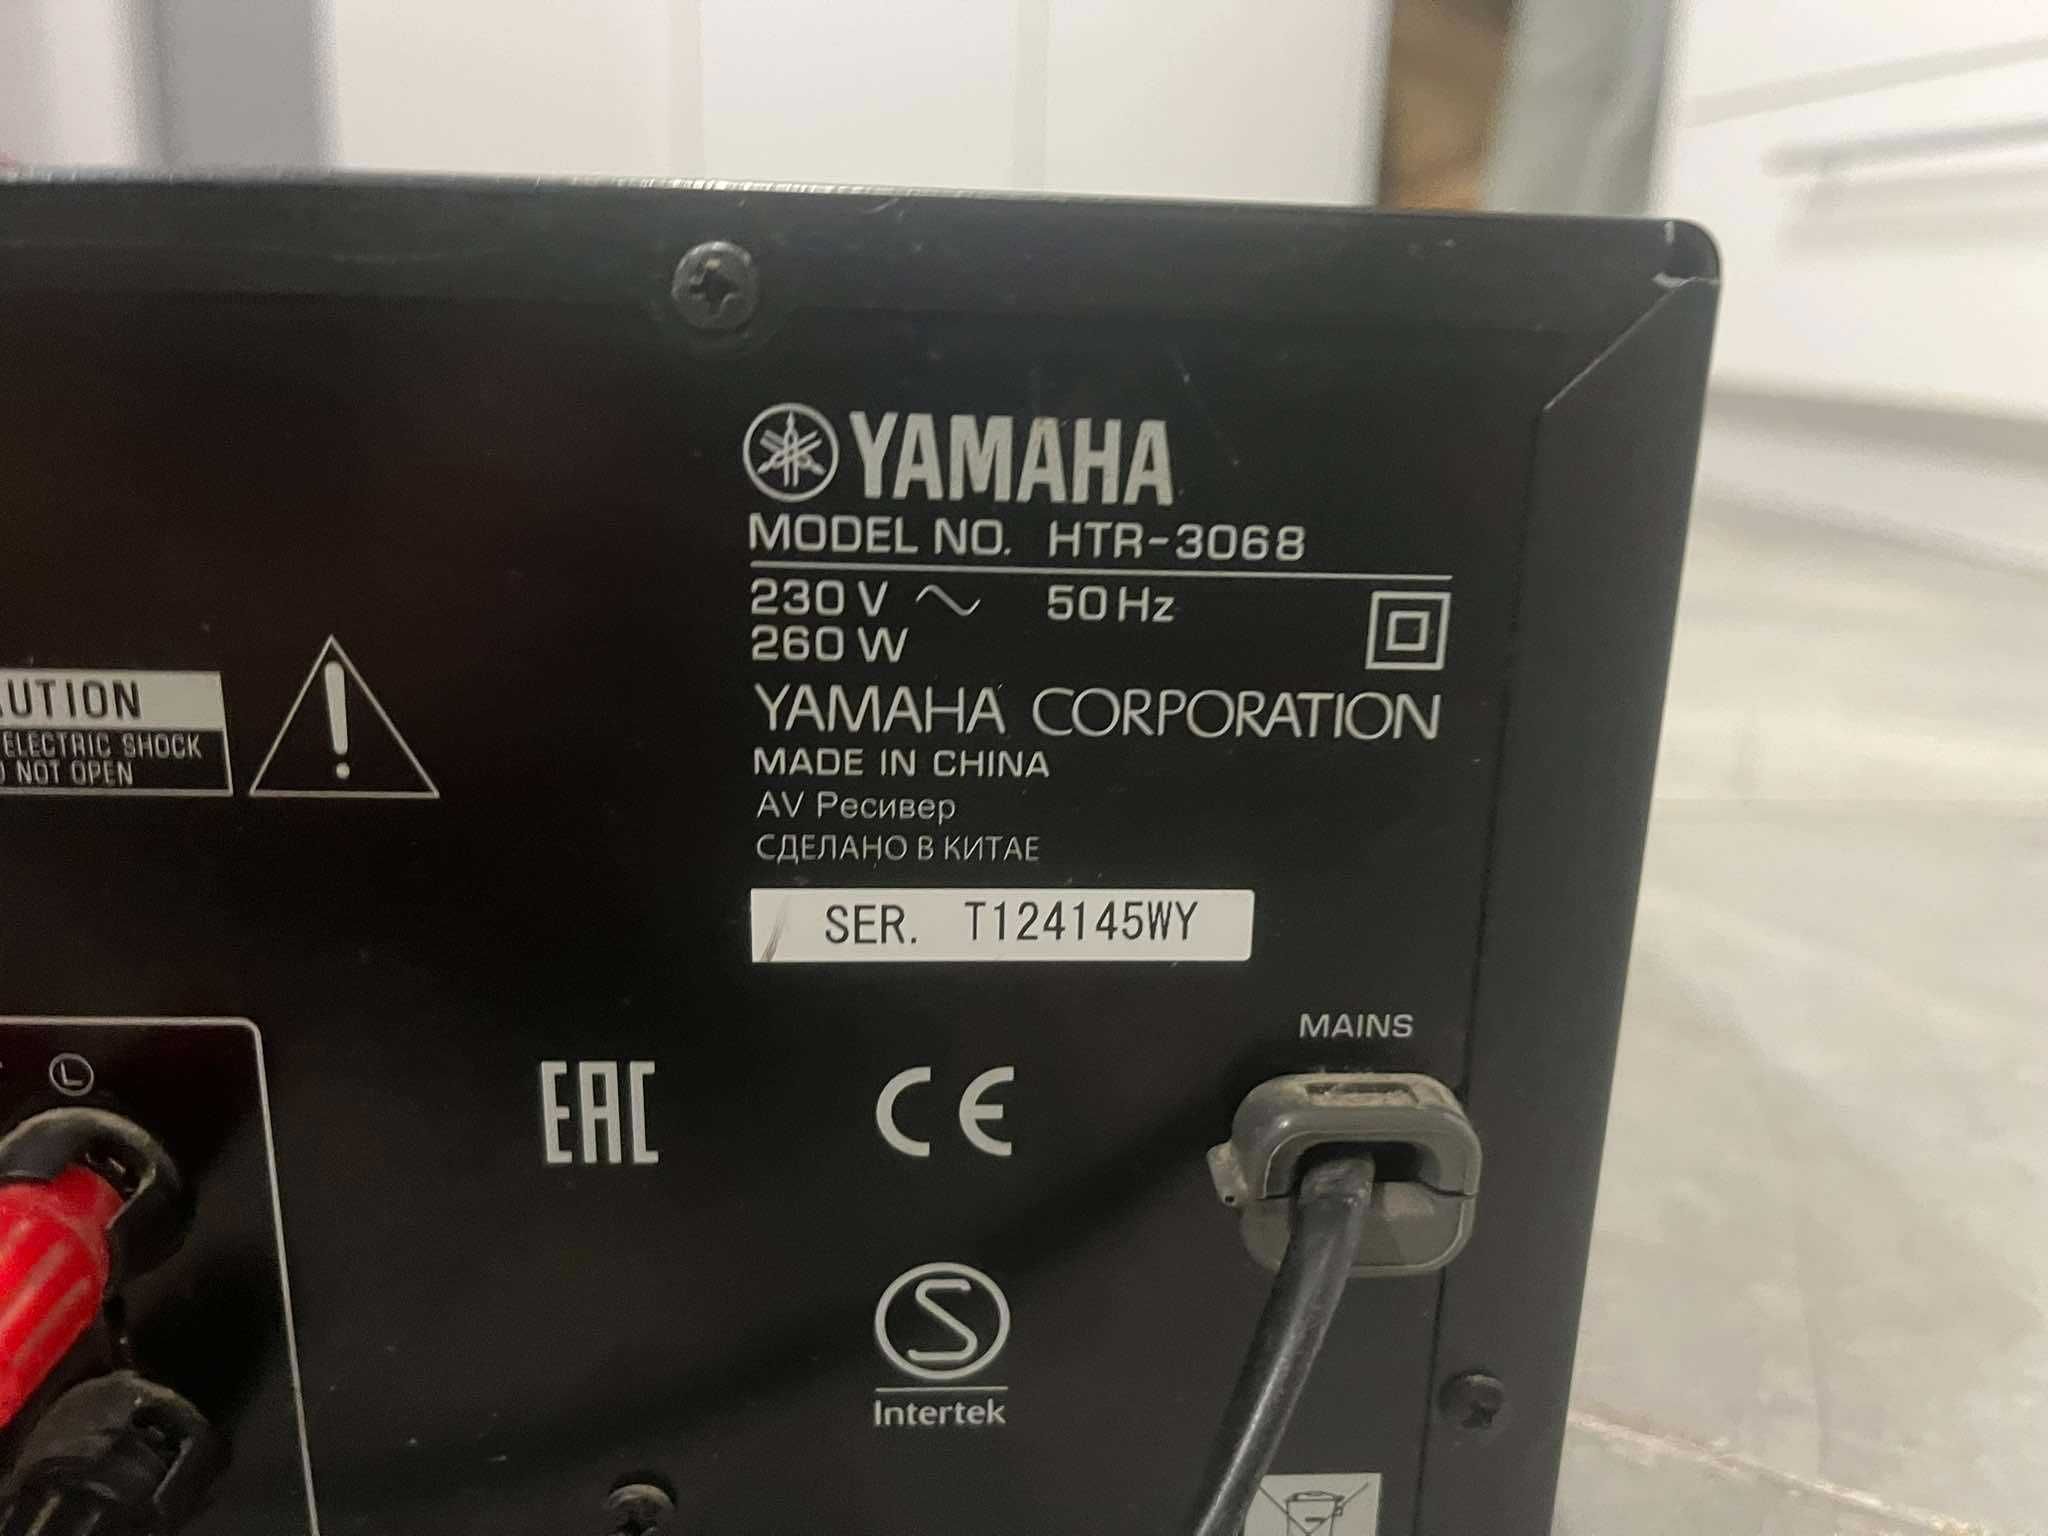 YAMAHA
MODEL NO. HTR-3068
230 V 50 Hz
260 W
YAMAHA CORPORATION
MADE IN CHINA
AV Ресивер
СДЕЛАНО В КИТАЕ
SER. T124145WY
UTION
ELECTRIC SHOCK
NOT OPEN
MAINS
L
EAC
CE
S
Intertek